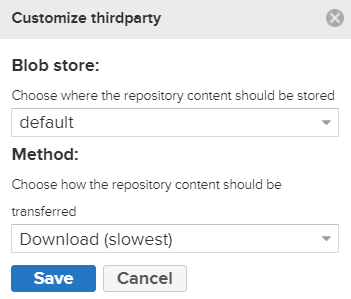 Customize thirdparty
Blob store:
Choose where the repository content should be stored
default
Method:
Choose how the repository content should be
transferred
Download (slowest)
Save Cancel